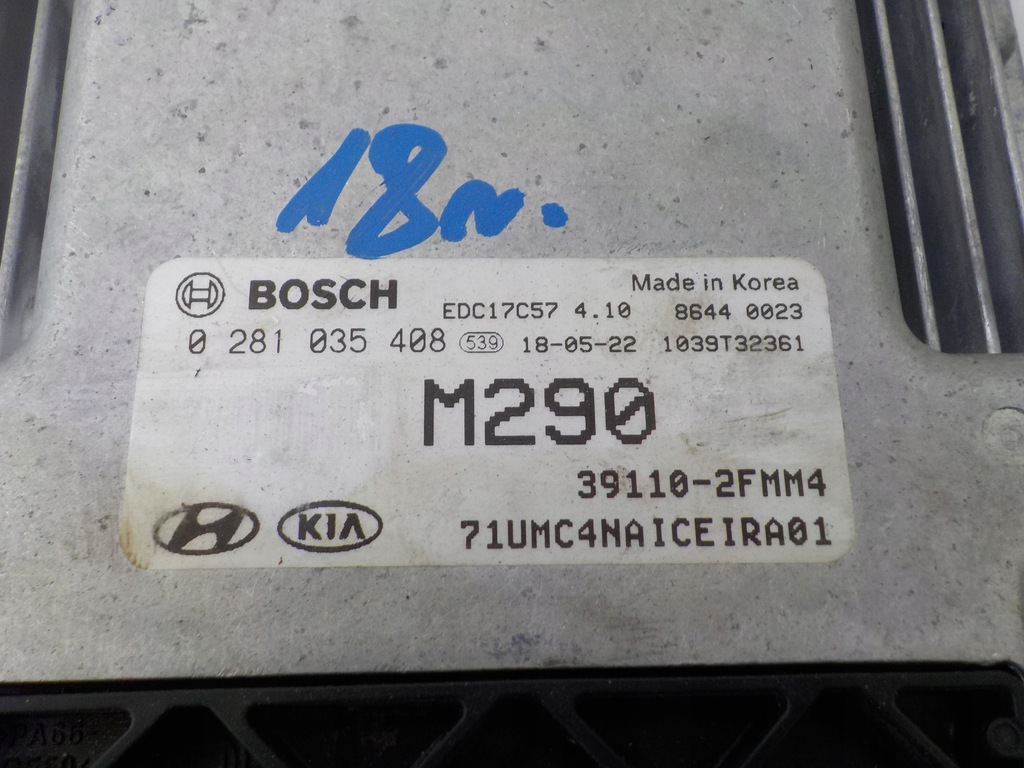 18 n.
BOSCH
Made in Korea
EDC17C57 4.10 8644 0023
0 281 035 408 539 18-05-22 1039T32361
M290
39110-2FMM4
KIA 71UMC4NAICEIRA01